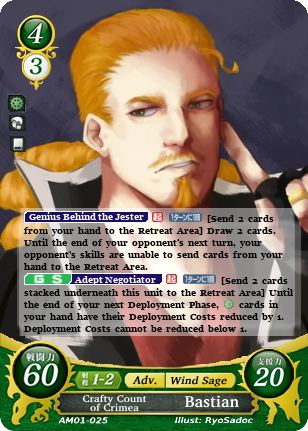 4
3
Genius Behind the Jester 起 1ターンに1回 [Send 2 cards
from your hand to the Retreat Area] Draw 2 cards.
Until the end of your opponent's next turn, your
opponent's skills are unable to send cards from your
hand to the Retreat Area.
G S Adept Negotiator 起 1ターンに1回 [Send 2 cards
stacked underneath this unit to the Retreat Area] Until
the end of your next Deployment Phase, cards in
your hand have their Deployment Costs reduced by 1.
Deployment Costs cannot be reduced below 1.
戦闘力 60 射程 1-2 Adv. Wind Sage 支援力 20
Crafty Count
of Crimea
Bastian
AM01-025 Illust: RyoSadoc